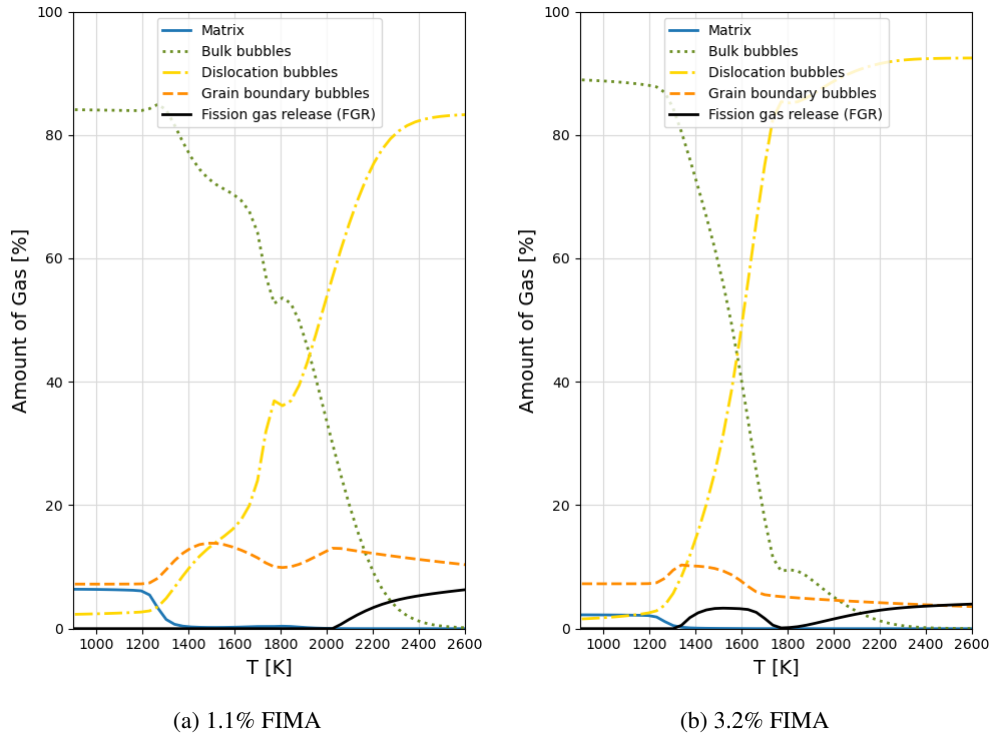 100
80
60
40
20
0
Amount of Gas [%]
Matrix
Bulk bubbles
Dislocation bubbles
Grain boundary bubbles
Fission gas release (FGR)
1000 1200 1400 1600 1800 2000 2200 2400 2600
T [K]
(a) 1.1% FIMA
100
80
60
40
20
0
Amount of Gas [%]
Matrix
Bulk bubbles
Dislocation bubbles
Grain boundary bubbles
Fission gas release (FGR)
1000 1200 1400 1600 1800 2000 2200 2400 2600
T [K]
(b) 3.2% FIMA